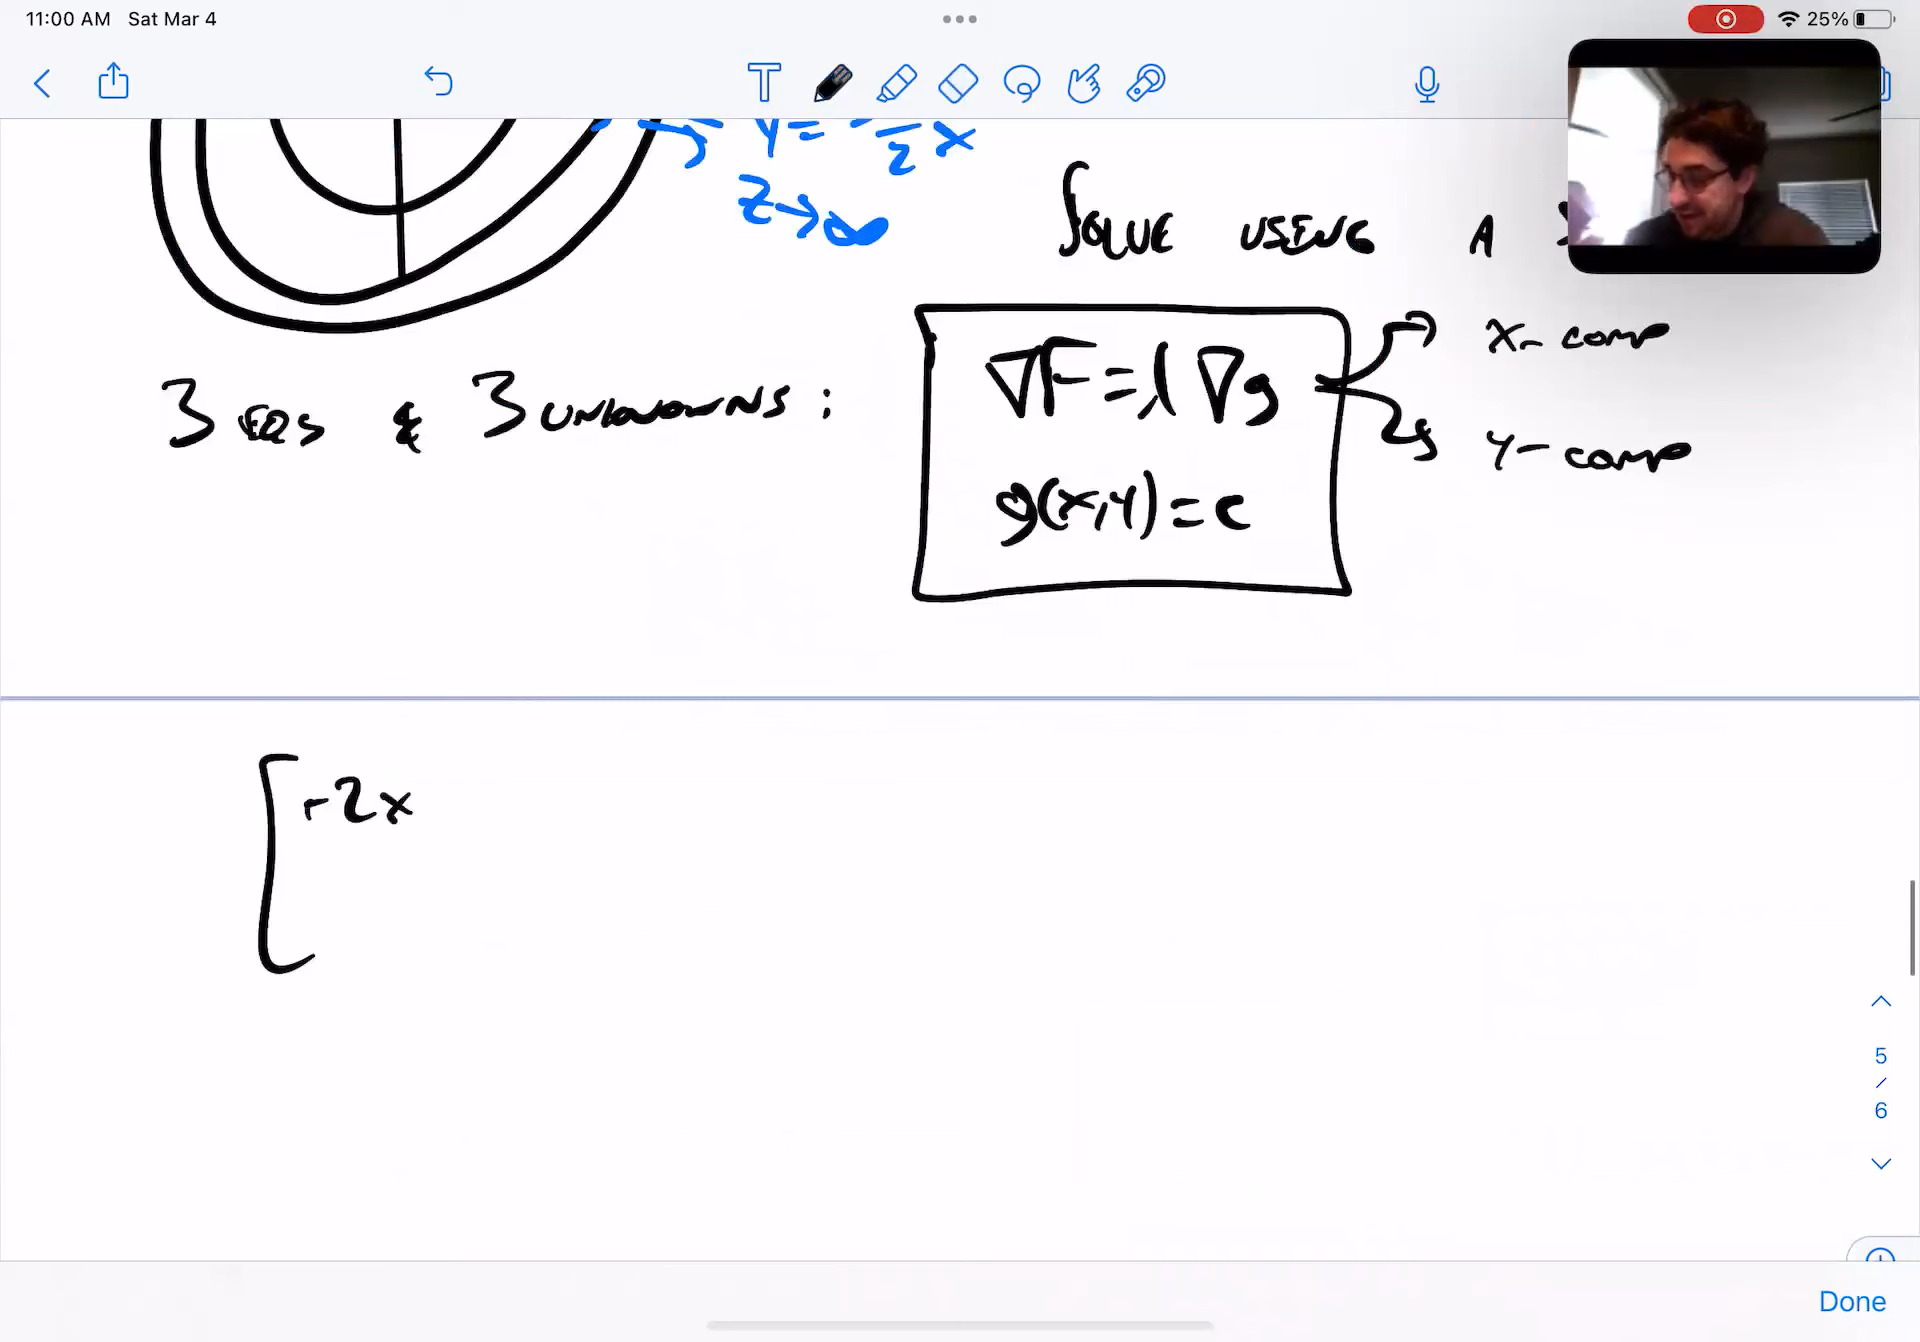 11:00 AM Sat Mar 4
25%
T
y = 
2 x
z → ∞
SOLVE USING A
∇F = λ ∇g
x- comp
3 EQS & 3 UNKNOWNS :
y- comp
g(x,y) = c
-2x
5
/
6
Done